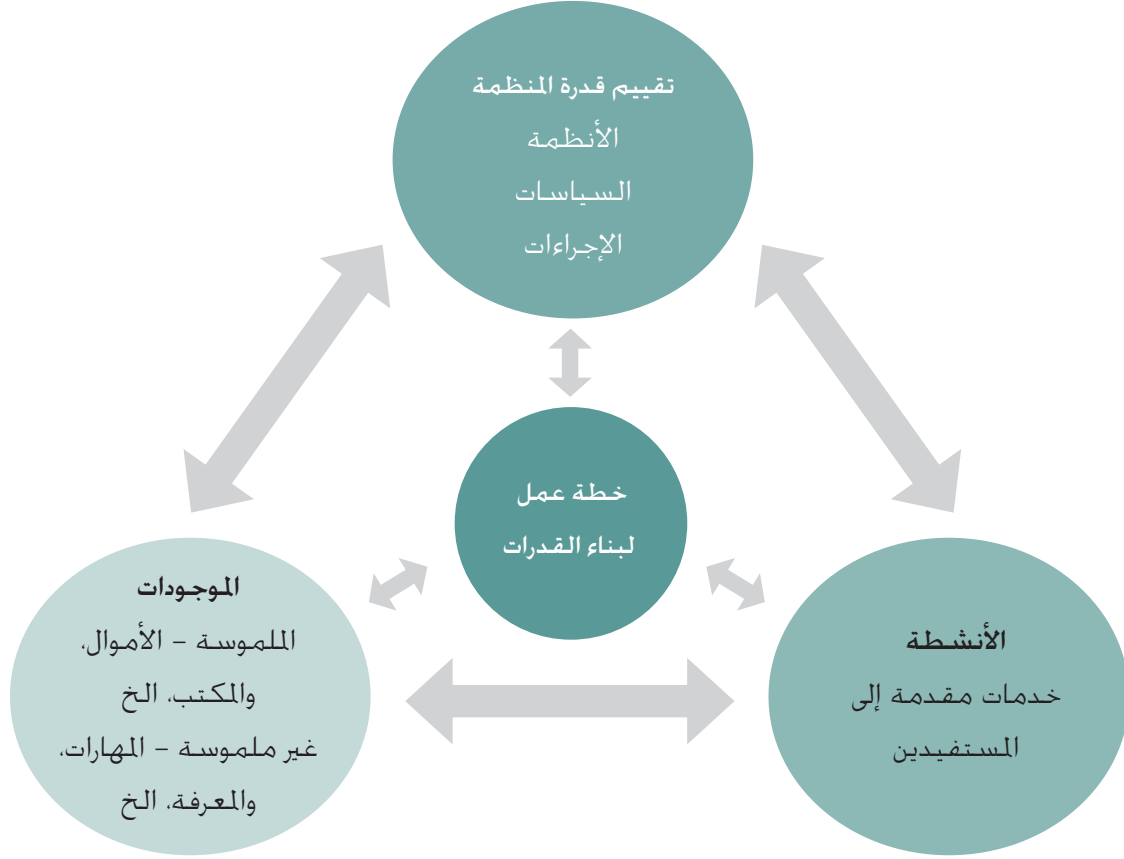 تقييم قدرة المنظمة
الأنظمة
السياسات
الإجراءات
خطة عمل
لبناء القدرات
الموجودات
الملموسة – الأموال،
والمكتب، الخ
غير ملموسة – المهارات،
والمعرفة، الخ
الأنشطة
خدمات مقدمة إلى
المستفيدين